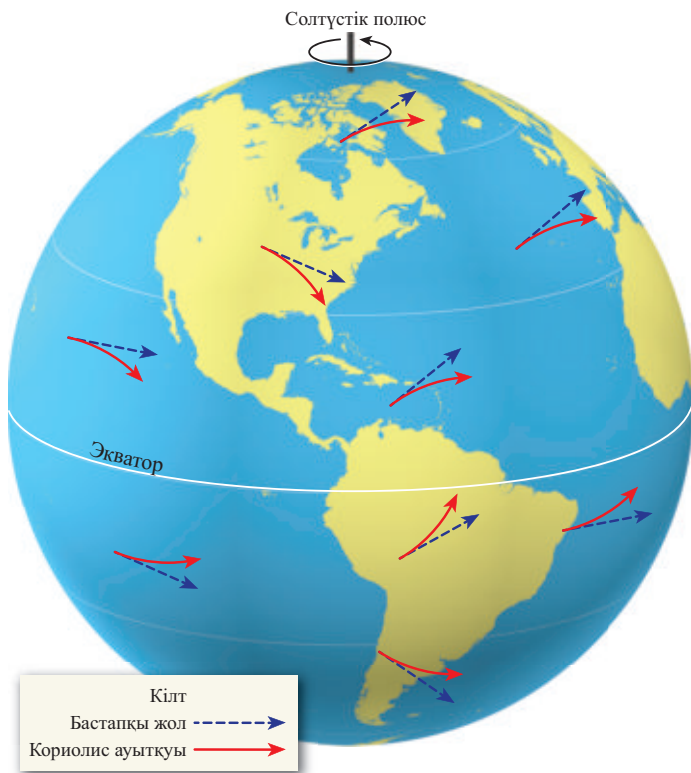 Солтүстік полюс
Экватор
Кілт
Бастапқы жол
Кориолис ауытқуы